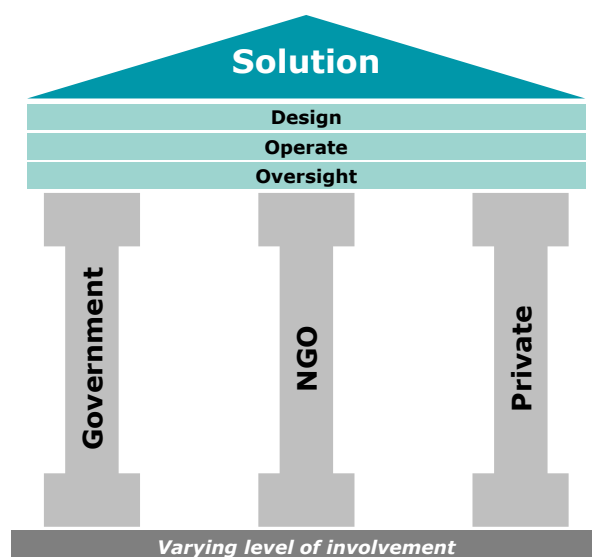 Solution
Design
Operate
Oversight
Government
NGO
Private
Varying level of involvement